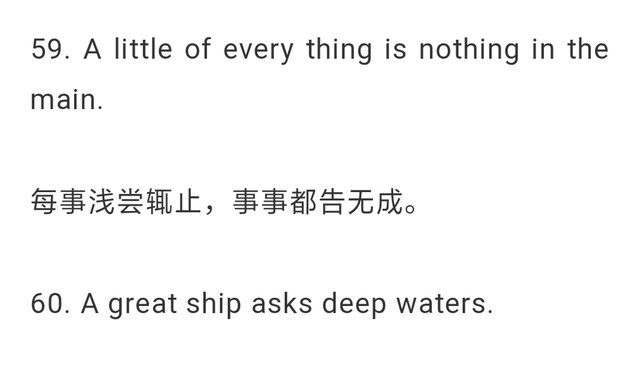 59. A little of every thing is nothing in the
main.
每事浅尝辄止，事事都告无成。
60. A great ship asks deep waters.